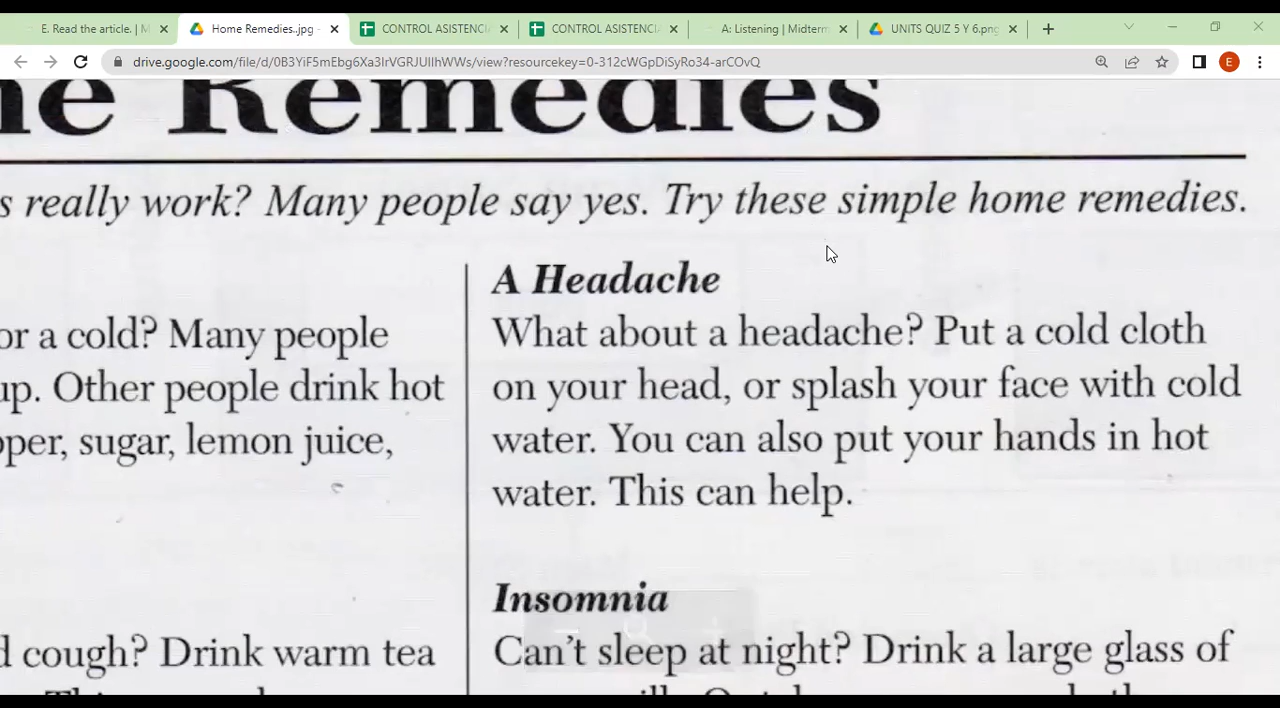 E. Read the article. | M
Home Remedies..jpg -
CONTROL ASISTENCI
CONTROL ASISTENCI
A: Listening | Midterm
UNITS QUIZ 5 Y 6.png
drive.google.com/file/d/0B3YiF5mEbg6Xa3IrVGRJUllhWWs/view?resourcekey=0-312cWGpDiSyRo34-arCOvQ
E
Remedies
s really work? Many people say yes. Try these simple home remedies.
or a cold? Many people
up. Other people drink hot
pper, sugar, lemon juice,
d cough? Drink warm tea
A Headache
What about a headache? Put a cold cloth
on your head, or splash your face with cold
water. You can also put your hands in hot
water. This can help.
Insomnia
Can't sleep at night? Drink a large glass of